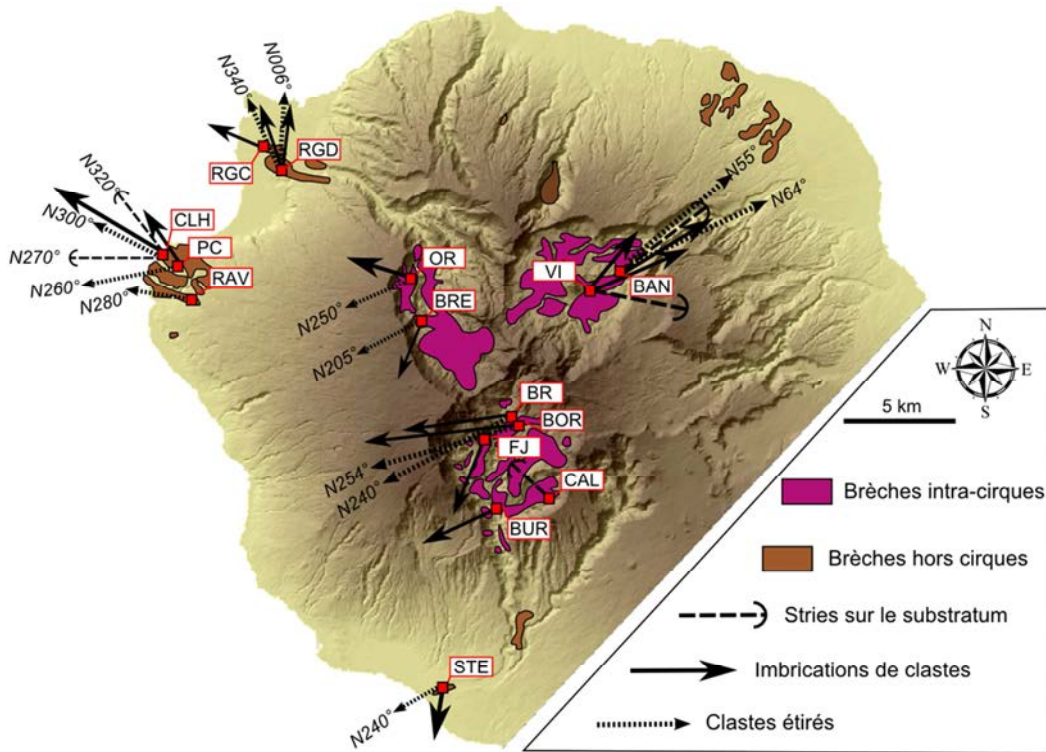 N340°
N006°
RGC
RGD
N320°
N300°
CLH
PC
N270°
RAV
N260°
N280°
N55°
N64°
OR
VI
BAN
N250°
BRE
N205°
BR
BOR
FJ
N254°
N240°
CAL
BUR
STE
N240°
N
W
E
S
5 km
Brèches intra-cirques
Brèches hors cirques
Stries sur le substratum
Imbrications de clastes
Clastes étirés